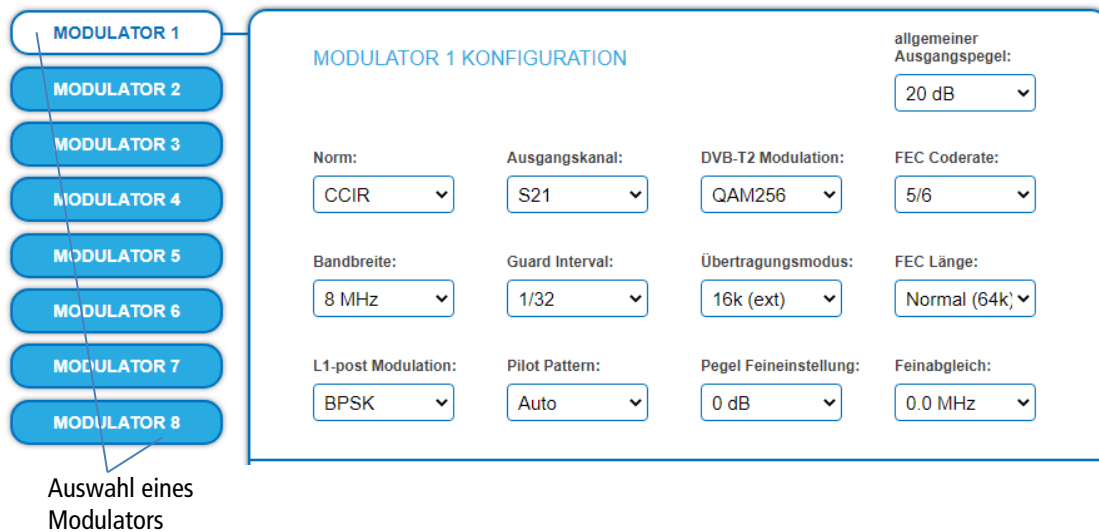 MODULATOR 1
MODULATOR 2
MODULATOR 3
MODULATOR 4
MODULATOR 5
MODULATOR 6
MODULATOR 7
MODULATOR 8
Auswahl eines
Modulators
MODULATOR 1 KONFIGURATION
allgemeiner
Ausgangspegel:
20 dB
Norm: Ausgangskanal: DVB-T2 Modulation: FEC Coderate:
CCIR S21 QAM256 5/6
Bandbreite: Guard Interval: Übertragungsmodus: FEC Länge:
8 MHz 1/32 16k (ext) Normal (64k)
L1-post Modulation: Pilot Pattern: Pegel Feineinstellung: Feinabgleich:
BPSK Auto 0 dB 0.0 MHz